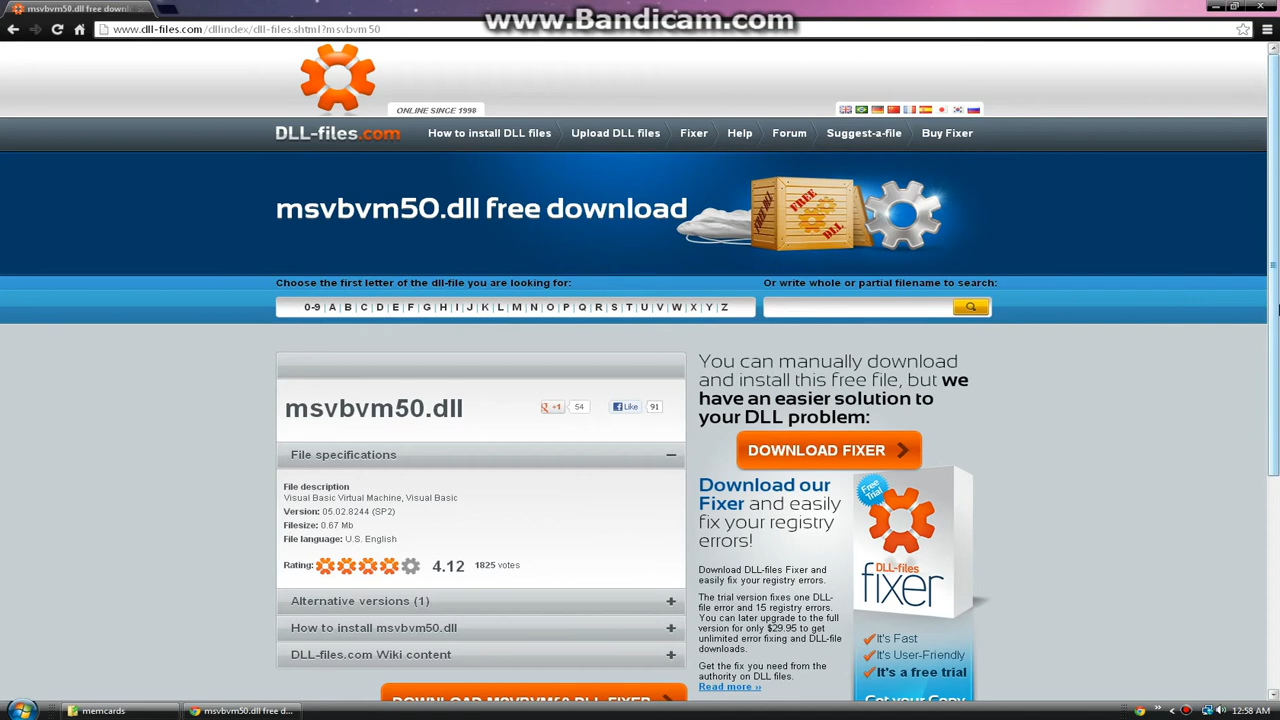 msvbvm50.dll free downl
www.Bandicam.com
www.dll-files.com/dllindex/dll-files.shtml?msvbvm50
ONLINE SINCE 1998
DLL-files.com
How to install DLL files
Upload DLL files
Fixer
Help
Forum
Suggest-a-file
Buy Fixer
msvbvm50.dll free download
FREE
DLL
Choose the first letter of the dll-file you are looking for:
Or write whole or partial filename to search:
0-9 | A | B | C | D | E | F | G | H | I | J | K | L | M | N | O | P | Q | R | S | T | U | V | W | X | Y | Z
msvbvm50.dll
+1
54
Like
91
File specifications
File description
Visual Basic Virtual Machine, Visual Basic
Version: 05.02.8244 (SP2)
Filesize: 0.67 Mb
File language: U.S. English
Rating:
4.12
1825 votes
Alternative versions (1)
How to install msvbvm50.dll
DLL-files.com Wiki content
DOWNLOAD MSVBVM50.DLL FIXER
You can manually download
and install this free file, but we
have an easier solution to
your DLL problem:
DOWNLOAD FIXER
Download our
Fixer and easily
fix your registry
errors!
Download DLL-files Fixer and
easily fix your registry errors.
The trial version fixes one DLL-
file error and 15 registry errors.
You can later upgrade to the full
version for only $29.95 to get
unlimited error fixing and DLL-file
downloads.
Get the fix you need from the
authority on DLL files.
Read more »
Free
Trial
DLL-files
fixer
It's Fast
It's User-Friendly
It's a free trial
Get your Copy
memcards
msvbvm50.dll free d...
12:58 AM